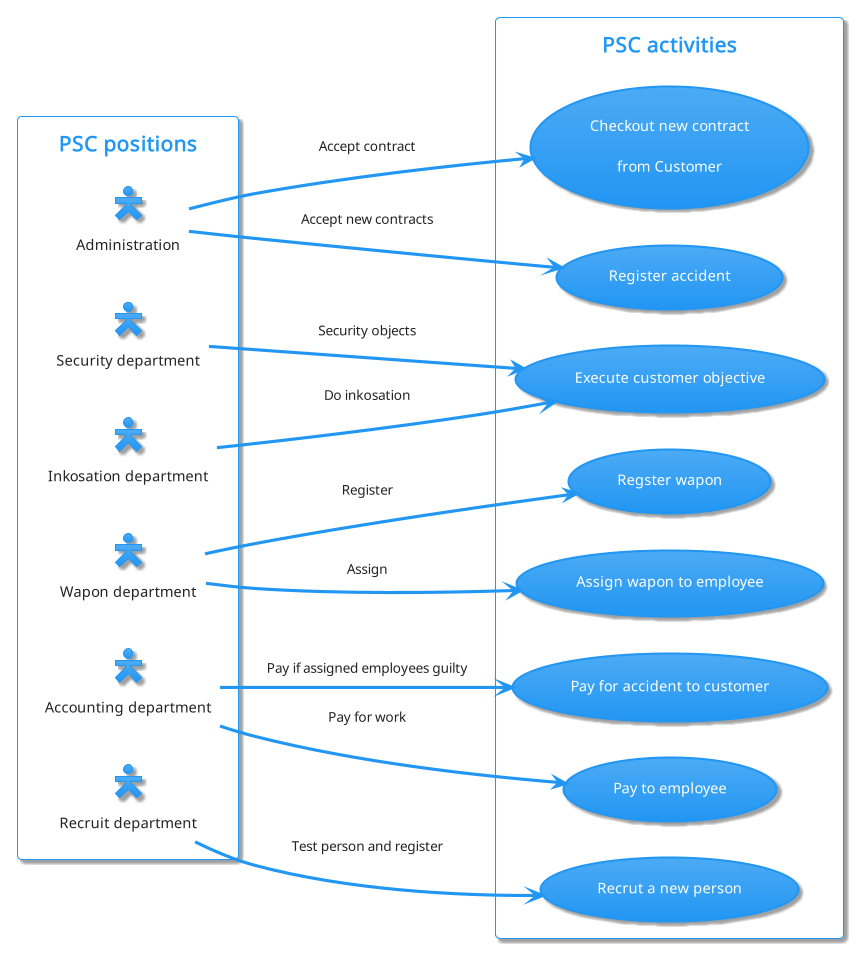 PSC activities
PSC positions
Accept contract
Checkout new contract
from Customer
Administration
Accept new contracts
Register accident
Security department
Security objects
Execute customer objective
Do inkosation
Inkosation department
Register
Regster wapon
Wapon department
Assign
Assign wapon to employee
Accounting department
Pay if assigned employees guilty
Pay for accident to customer
Pay for work
Pay to employee
Recruit department
Test person and register
Recrut a new person